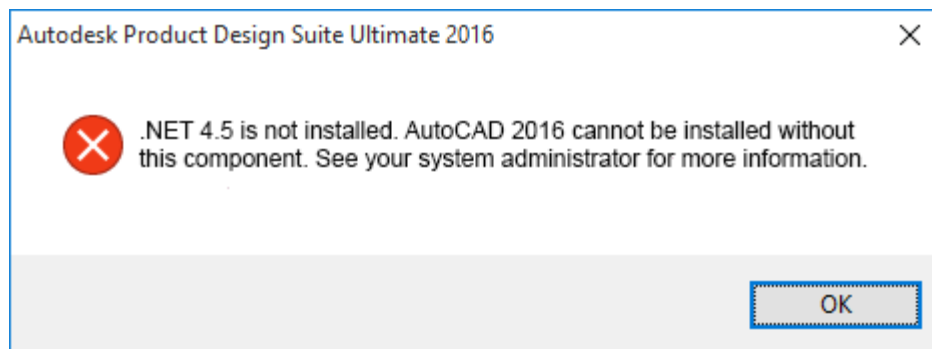 Autodesk Product Design Suite Ultimate 2016
.NET 4.5 is not installed. AutoCAD 2016 cannot be installed without
this component. See your system administrator for more information.
OK